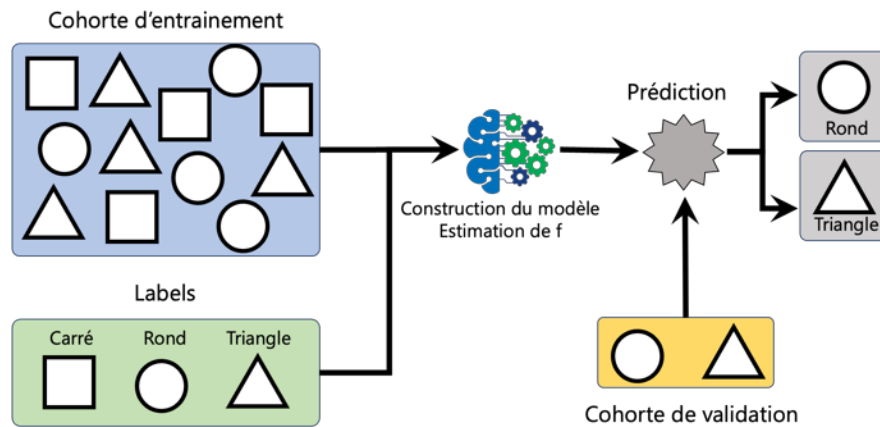 Cohorte d'entrainement
Labels
Carré
Rond
Triangle
Construction du modèle
Estimation de f
Prédiction
Rond
Triangle
Cohorte de validation